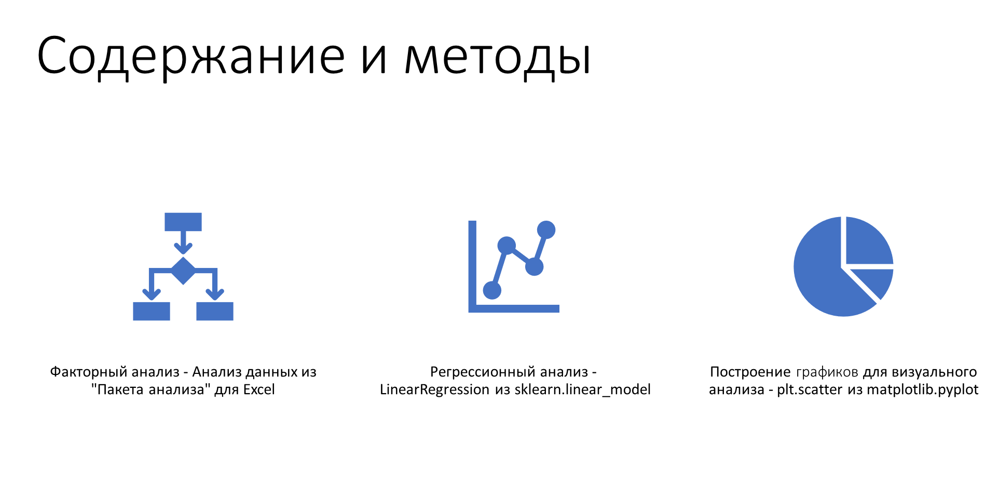 Содержание и методы
Факторный анализ - Анализ данных из
"Пакета анализа" для Excel
Регрессионный анализ -
LinearRegression из sklearn.linear_model
Построение графиков для визуального
анализа - plt.scatter из matplotlib.pyplot